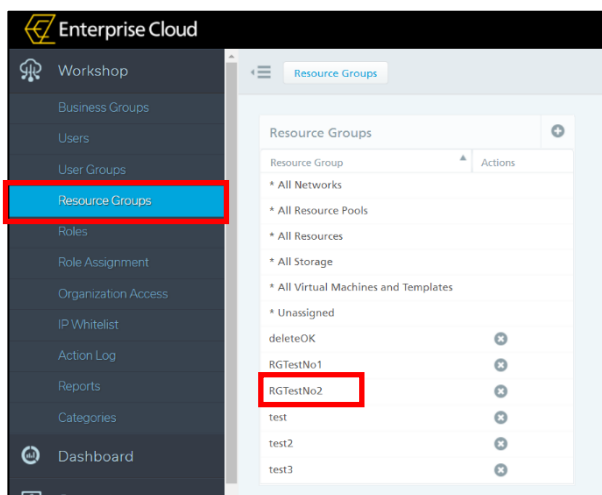 Enterprise Cloud
Workshop
Business Groups
Users
User Groups
Resource Groups
Roles
Role Assignment
Organization Access
IP Whitelist
Action Log
Reports
Categories
Dashboard
Resource Groups
Resource Groups
Resource Group Actions
* All Networks
* All Resource Pools
* All Resources
* All Storage
* All Virtual Machines and Templates
* Unassigned
deleteOK
RGTestNo1
RGTestNo2
test
test2
test3